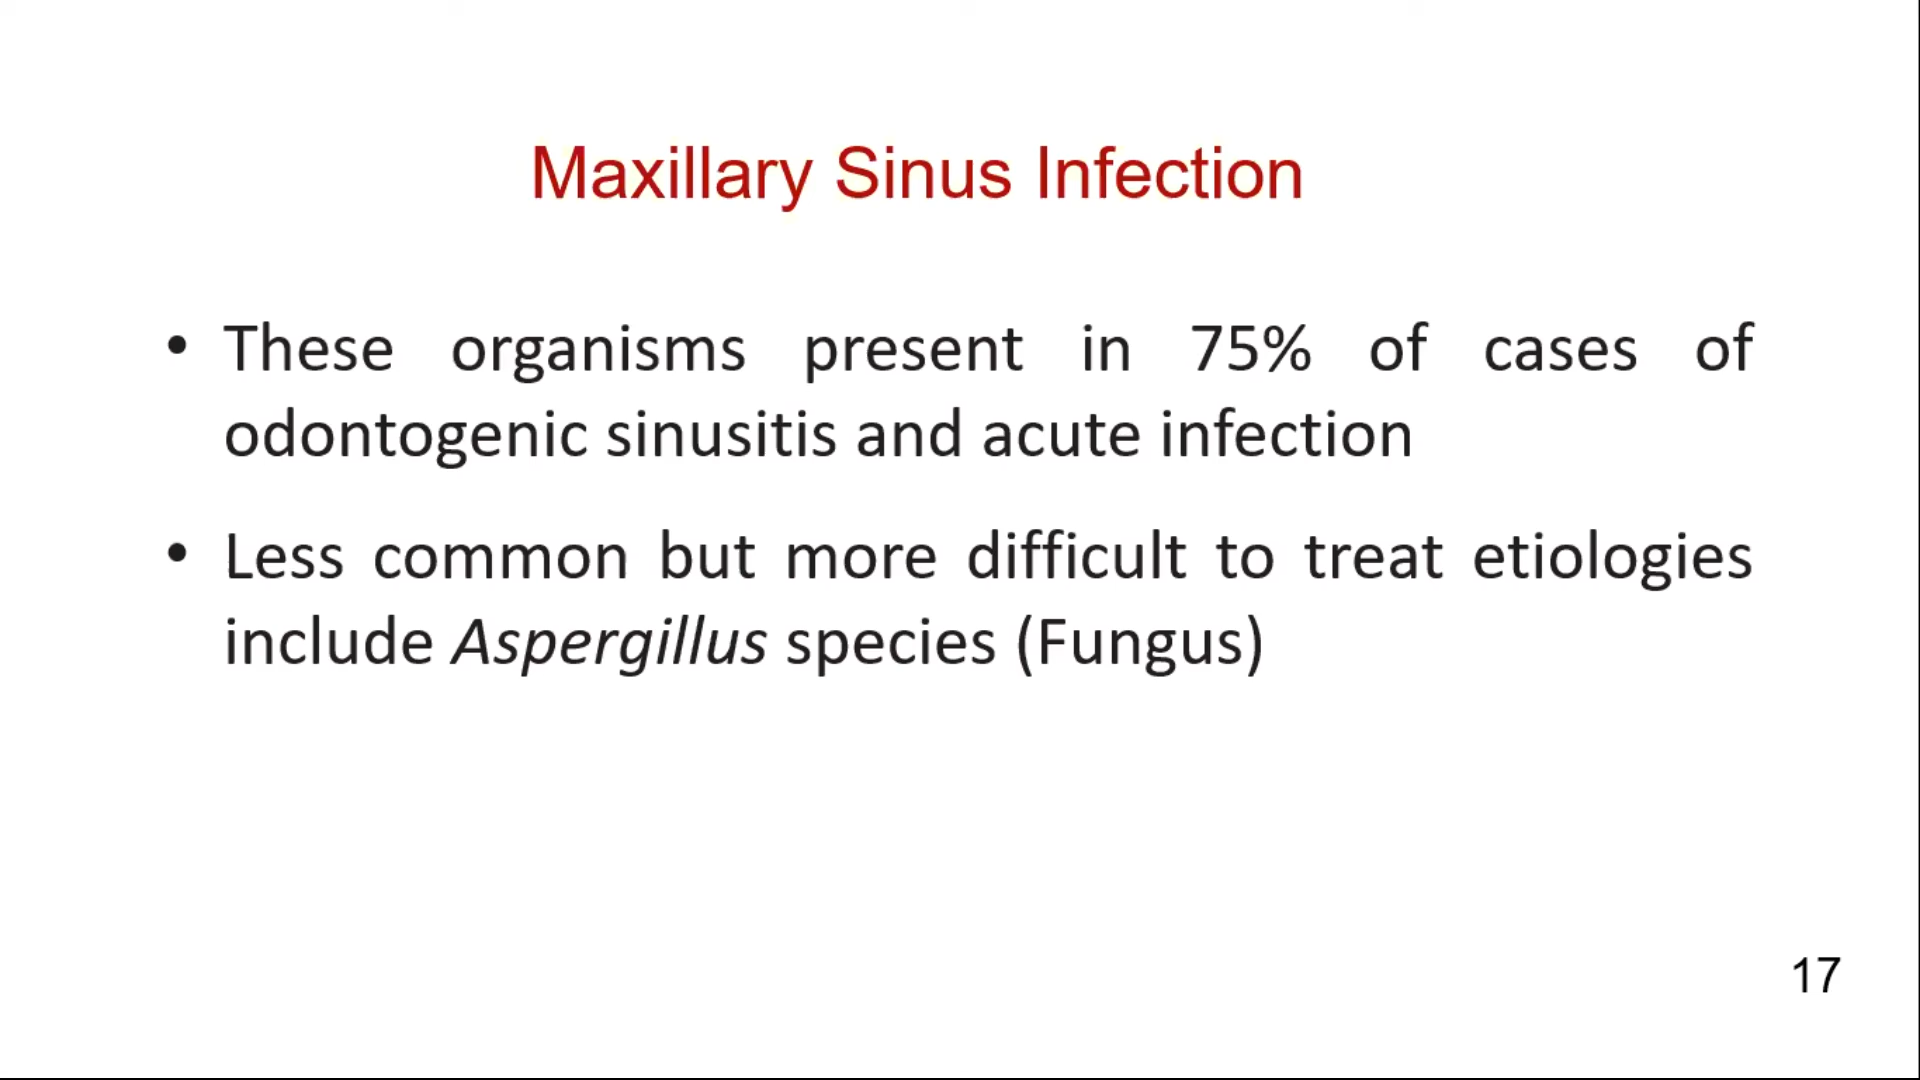 Maxillary Sinus Infection
• These organisms present in 75% of cases of
odontogenic sinusitis and acute infection
• Less common but more difficult to treat etiologies
include Aspergillus species (Fungus)
17